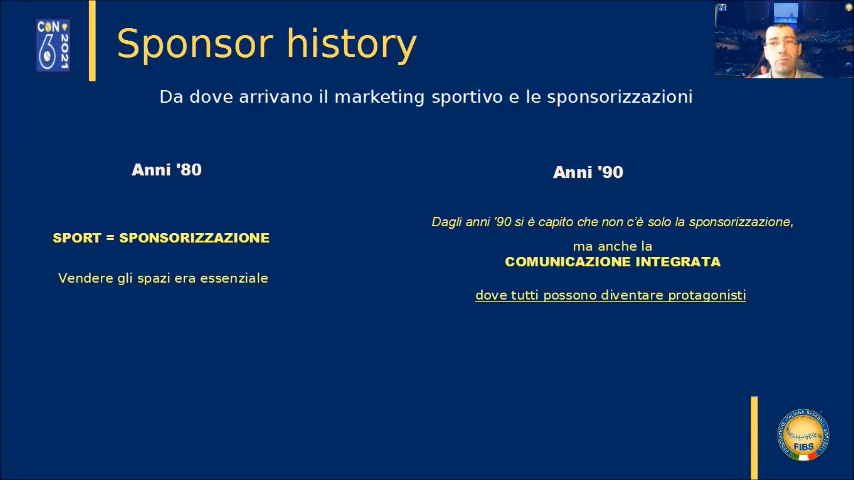 CON
6
2021
Sponsor history
Da dove arrivano il marketing sportivo e le sponsorizzazioni
Anni '80
SPORT = SPONSORIZZAZIONE
Vendere gli spazi era essenziale
Anni '90
Dagli anni '90 si è capito che non c'è solo la sponsorizzazione,
ma anche la
COMUNICAZIONE INTEGRATA
dove tutti possono diventare protagonisti
FIBS